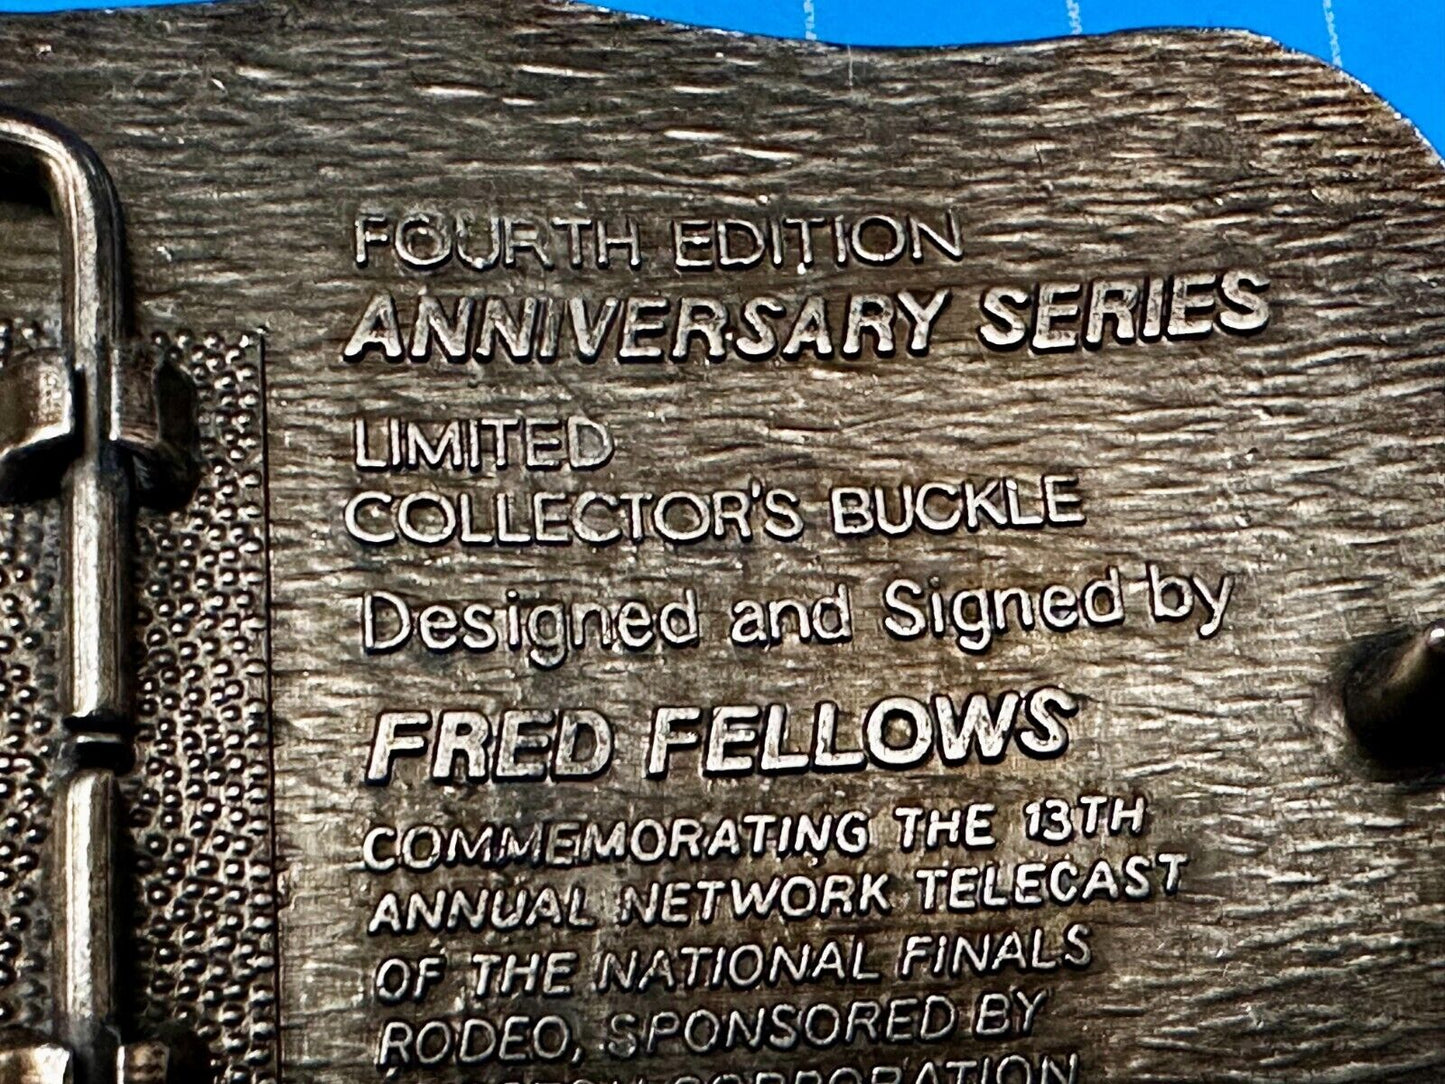 FOURTH EDITION
ANNIVERSARY SERIES
LIMITED
COLLECTOR'S BUCKLE
Designed and Signed by
FRED FELLOWS
COMMEMORATING THE 13TH
ANNUAL NETWORK TELECAST
OF THE NATIONAL FINALS
RODEO, SPONSORED BY
CORPORATION